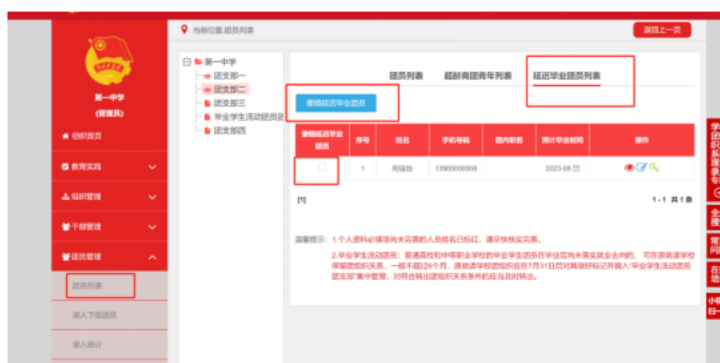 当前位置 团员列表
返回上一页
第一中学
(管理员)
组织首页
教育实践
组织管理
干部管理
团员管理
团员列表
录入下辖团员
录入统计
第一中学
团支部一
团支部二
团支部三
毕业学生流动团员团
团支部四
团员列表
超龄离团青年列表
延迟毕业团员列表
撤销延迟毕业团员
撤销延迟毕业团员 序号 姓名 手机号码 团内职务 预计毕业时间 操作
1 13900000008 2023-08
[1]
1 - 1 共1条
温馨提示：1.个人资料必填项尚未完善的人员姓名已标红，请尽快核实完善。
2.毕业学生流动团员：普通高校和中等职业学校的毕业学生团员在毕业后尚未落实就业去向的，可在原就读学校
保留团组织关系，一般不超过6个月，原就读学校团组织应在7月31日后对其做好标记并编入“毕业学生流动团员
团支部”集中管理，对符合转出团组织关系条件的应当及时转出。